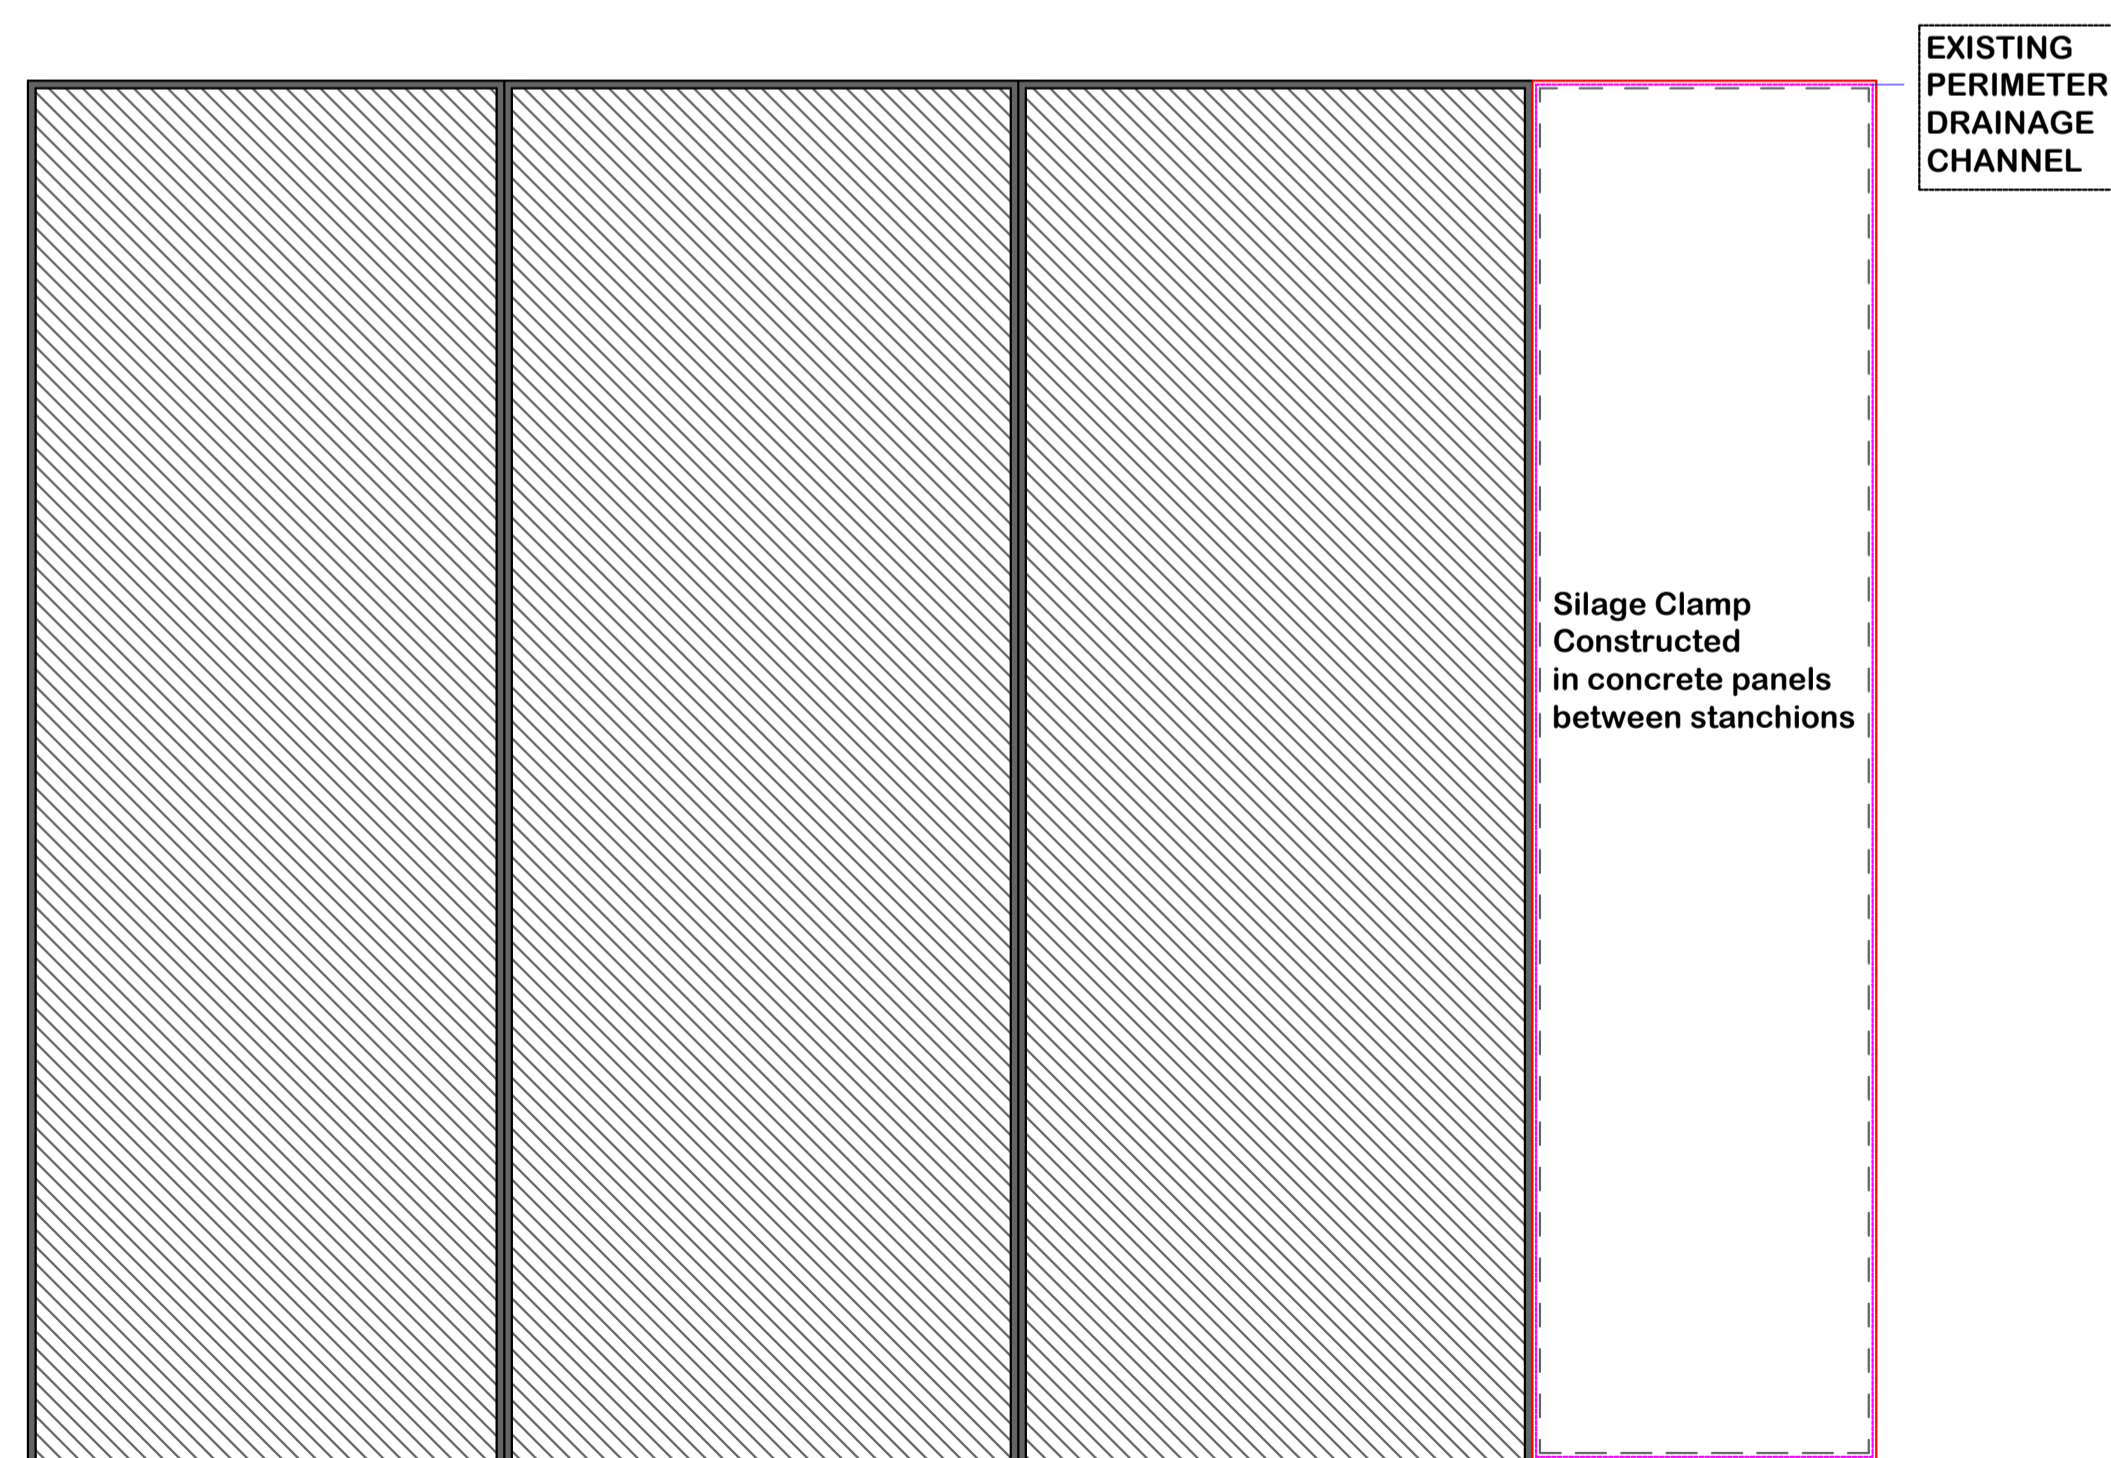 EXISTING
PERIMETER
DRAINAGE
CHANNEL
Silage Clamp
Constructed
in concrete panels
between stanchions